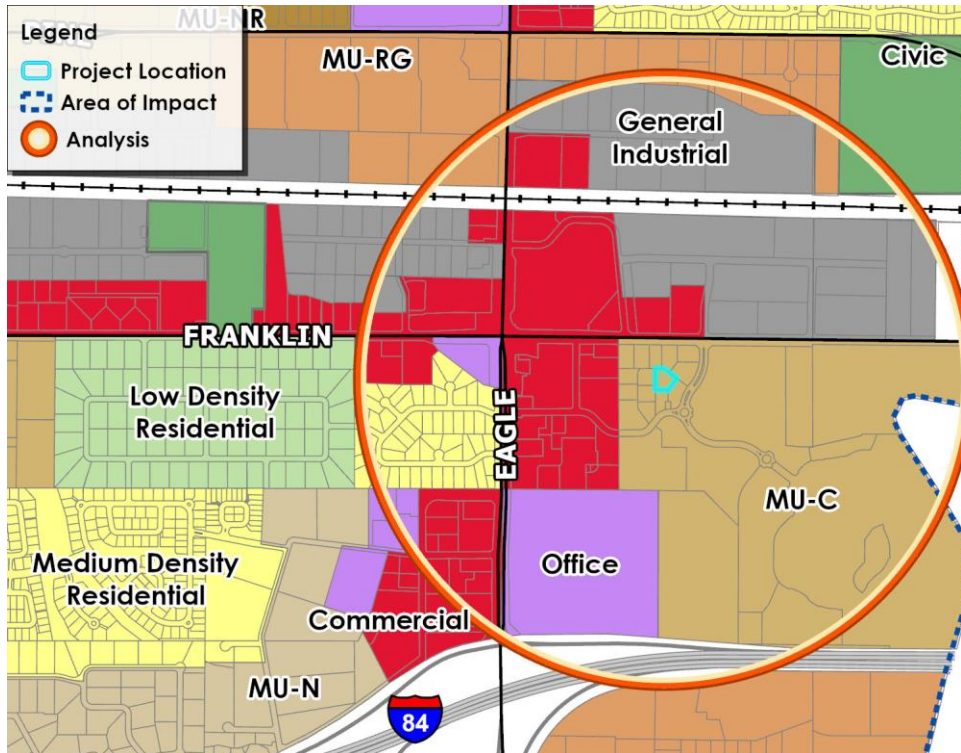 MU-NR
Legend
PINE
Project Location
Area of Impact
Analysis
MU-RG
Civic
General
Industrial
FRANKLIN
Low Density
Residential
EAGLE
MU-C
Medium Density
Residential
Office
Commercial
MU-N
84